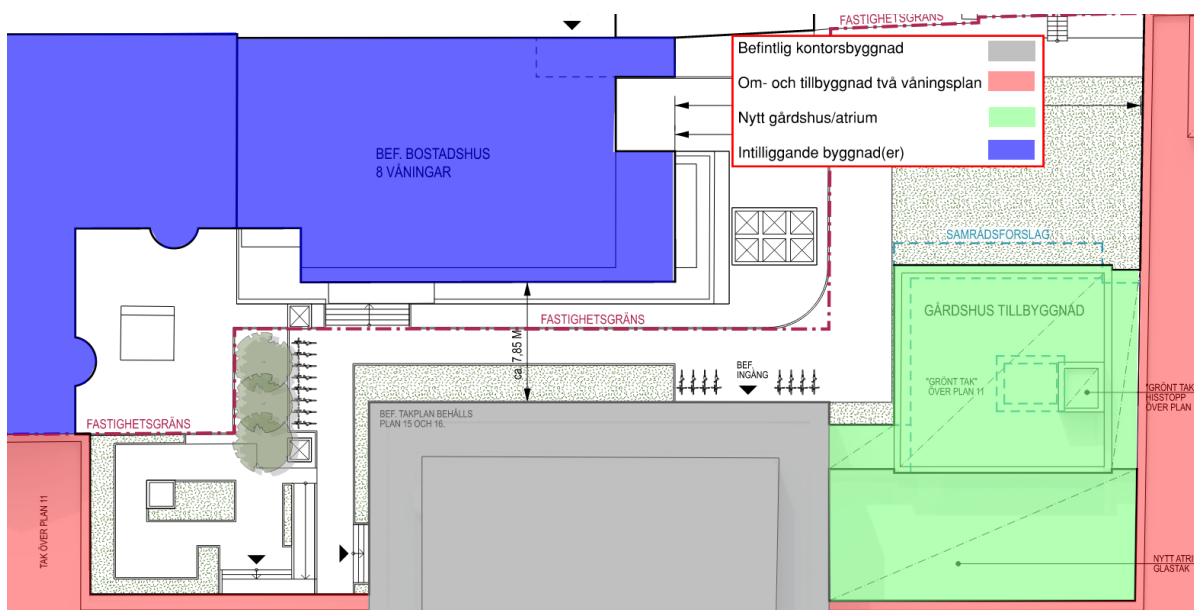 FASTIGHETSGRÄNS
Befintlig kontorsbyggnad
Om- och tillbyggnad två våningsplan
Nytt gårdshus/atrium
Intilliggande byggnad(er)
BEF. BOSTADSHUS
8 VÅNINGAR
SAMRÅDSFORSLAG
GÅRDSHUS TILLBYGGNAD
FASTIGHETSGRÄNS
ca. 7,85 M
BEF.
INGÅNG
"GRÖNT TAK"
ÖVER PLAN 11
"GRÖNT TAK
HISSTOPP
ÖVER PLAN
BEF. TAKPLAN BEHÅLLS
PLAN 15 OCH 16.
FASTIGHETSGRÄNS
TAK ÖVER PLAN 11
NYTT ATRI
GLASTAK